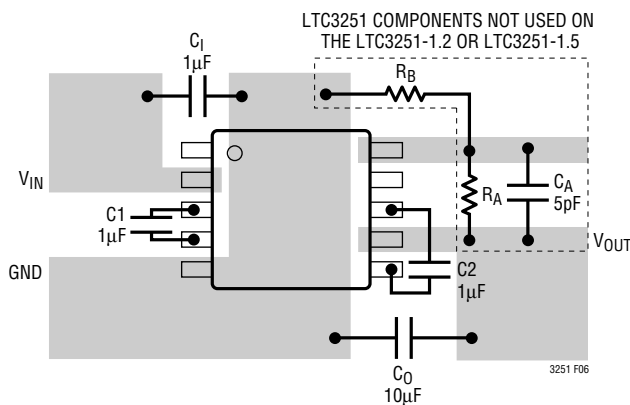 LTC3251 COMPONENTS NOT USED ON
THE LTC3251-1.2 OR LTC3251-1.5
CI
1µF
RB
VIN
C1
1µF
RA
CA
5pF
VOUT
GND
C2
1µF
CO
10µF
3251 F06